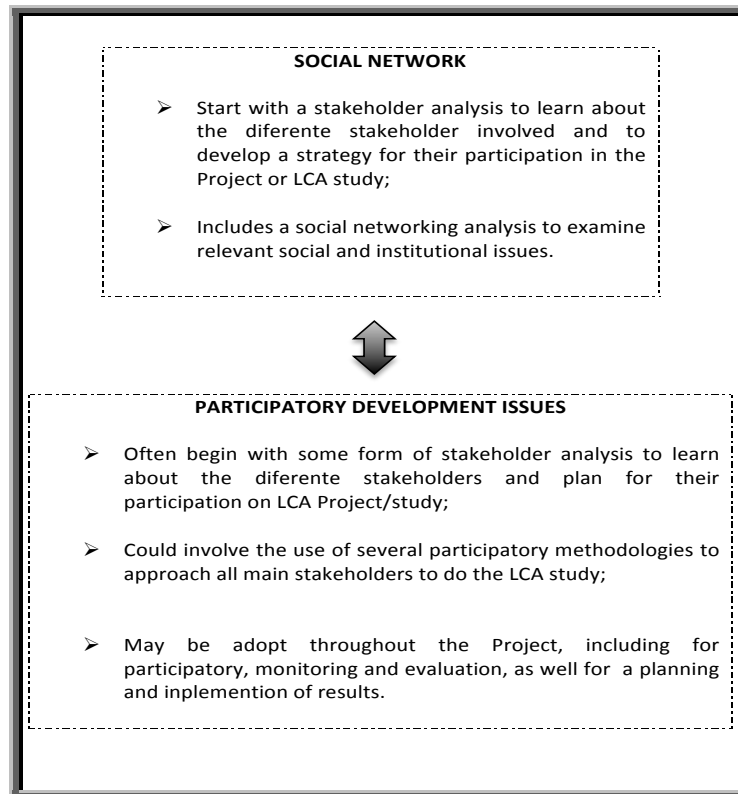 SOCIAL NETWORK
➢ Start with a stakeholder analysis to learn about
the diferente stakeholder involved and to
develop a strategy for their participation in the
Project or LCA study;
➢ Includes a social networking analysis to examine
relevant social and institutional issues.
PARTICIPATORY DEVELOPMENT ISSUES
➢ Often begin with some form of stakeholder analysis to learn
about the diferente stakeholders and plan for their
participation on LCA Project/study;
➢ Could involve the use of several participatory methodologies to
approach all main stakeholders to do the LCA study;
➢ May be adopt throughout the Project, including for
participatory, monitoring and evaluation, as well for a planning
and inplemention of results.